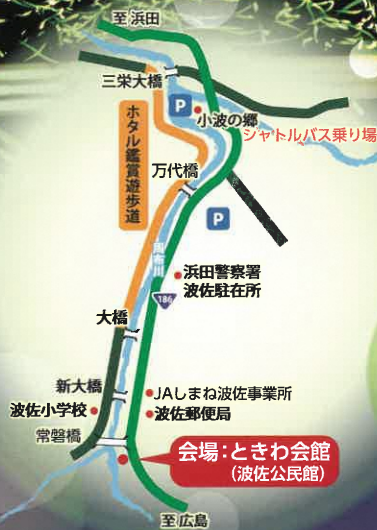 至 浜田
三栄大橋
P
小波の郷
シャトルバス乗り場
ホタル鑑賞遊歩道
万代橋
P
周布川
浜田警察署
波佐駐在所
186
大橋
新大橋
JAしまね波佐事業所
波佐小学校
波佐郵便局
常磐橋
会場：ときわ会館
（波佐公民館）
至 広島